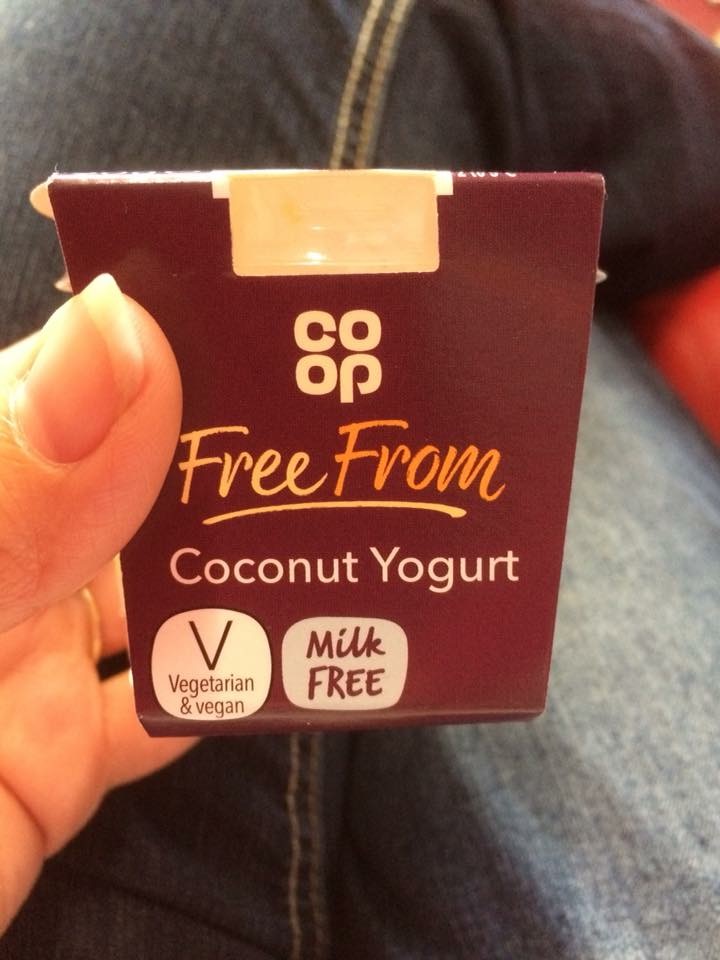 CO
OP
Free From
Coconut Yogurt
V
Vegetarian
& vegan
Milk
FREE